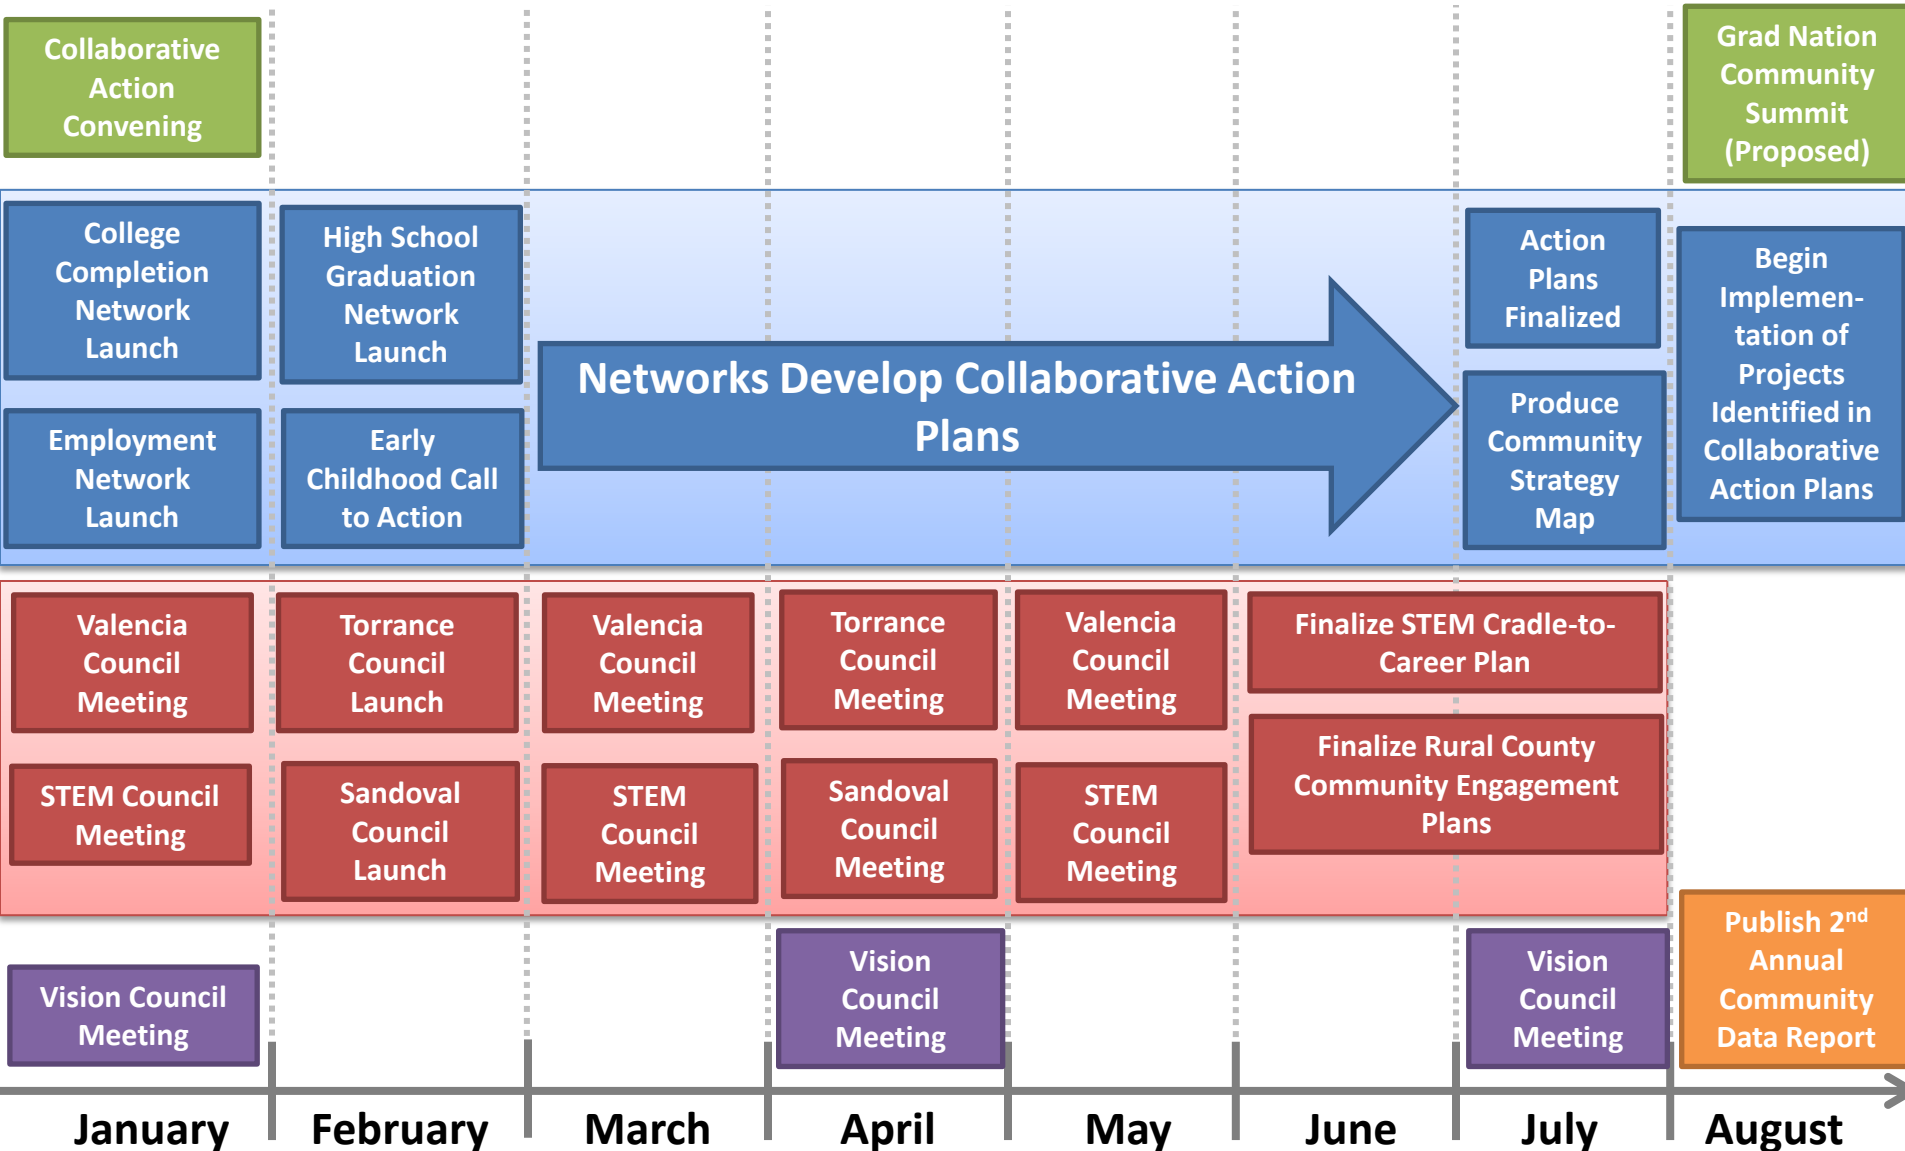 Collaborative
Action
Convening
Grad Nation
Community
Summit
(Proposed)
College
Completion
Network
Launch
High School
Graduation
Network
Launch
Employment
Network
Launch
Early
Childhood Call
to Action
Networks Develop Collaborative Action
Plans
Action
Plans
Finalized
Produce
Community
Strategy
Map
Begin
Implemen-
tation of
Projects
Identified in
Collaborative
Action Plans
Valencia
Council
Meeting
Torrance
Council
Launch
Valencia
Council
Meeting
Torrance
Council
Meeting
Valencia
Council
Meeting
Finalize STEM Cradle-to-
Career Plan
STEM Council
Meeting
Sandoval
Council
Launch
STEM
Council
Meeting
Sandoval
Council
Meeting
STEM
Council
Meeting
Finalize Rural County
Community Engagement
Plans
Vision Council
Meeting
Vision
Council
Meeting
Vision
Council
Meeting
Publish 2nd
Annual
Community
Data Report
January
February
March
April
May
June
July
August